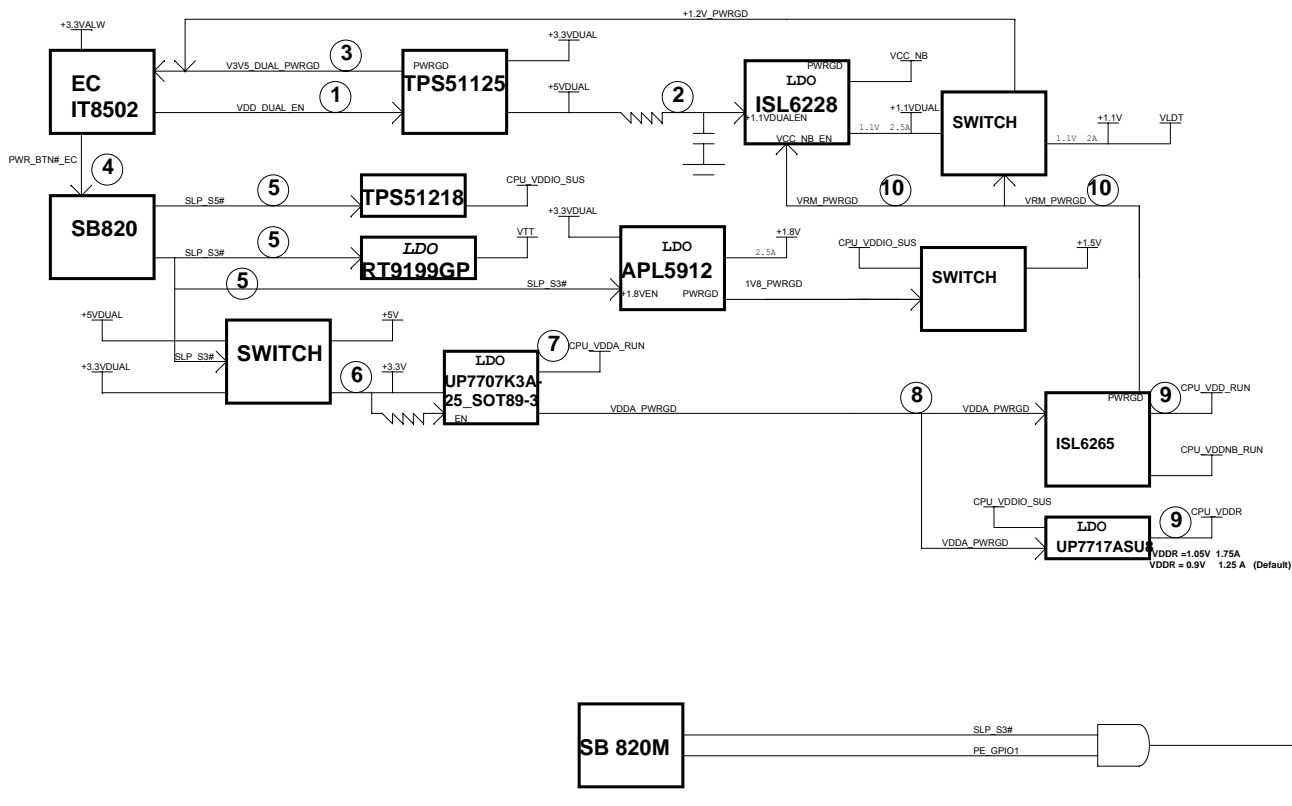 +1.2V_PWRGD
+3.3VALW
EC
IT8502
V3V5_DUAL_PWRGD
3
VDD_DUAL_EN
1
PWRGD
TPS51125
+3.3VDUAL
+5VDUAL
2
PWRGD
LDO
ISL6228
+1.1VDUALEN
VCC_NB_EN
VCC_NB
+1.1VDUAL
1.1V 2.5A
SWITCH
+1.1V
VLDT
1.1V 2A
PWR_BTN#_EC
4
SB820
SLP_S5#
5
TPS51218
CPU_VDDIO_SUS
SLP_S3#
5
LDO
RT9199GP
VTT
5
SLP_S3#
VRM_PWRGD
10
VRM_PWRGD
10
+3.3VDUAL
LDO
APL5912
+1.8VEN
PWRGD
+1.8V
2.5A
1V8_PWRGD
CPU_VDDIO_SUS
SWITCH
+1.5V
+5VDUAL
SLP_S3#
+3.3VDUAL
SWITCH
+5V
6
+3.3V
LDO
UP7707K3A-
25_SOT89-3
EN
7
CPU_VDDA_RUN
VDDA_PWRGD
8
VDDA_PWRGD
PWRGD
ISL6265
9
CPU_VDD_RUN
CPU_VDDNB_RUN
CPU_VDDIO_SUS
VDDA_PWRGD
LDO
UP7717ASU8
9
CPU_VDDR
VDDR =1.05V 1.75A
VDDR = 0.9V 1.25 A (Default)
SB 820M
SLP_S3#
PE_GPIO1